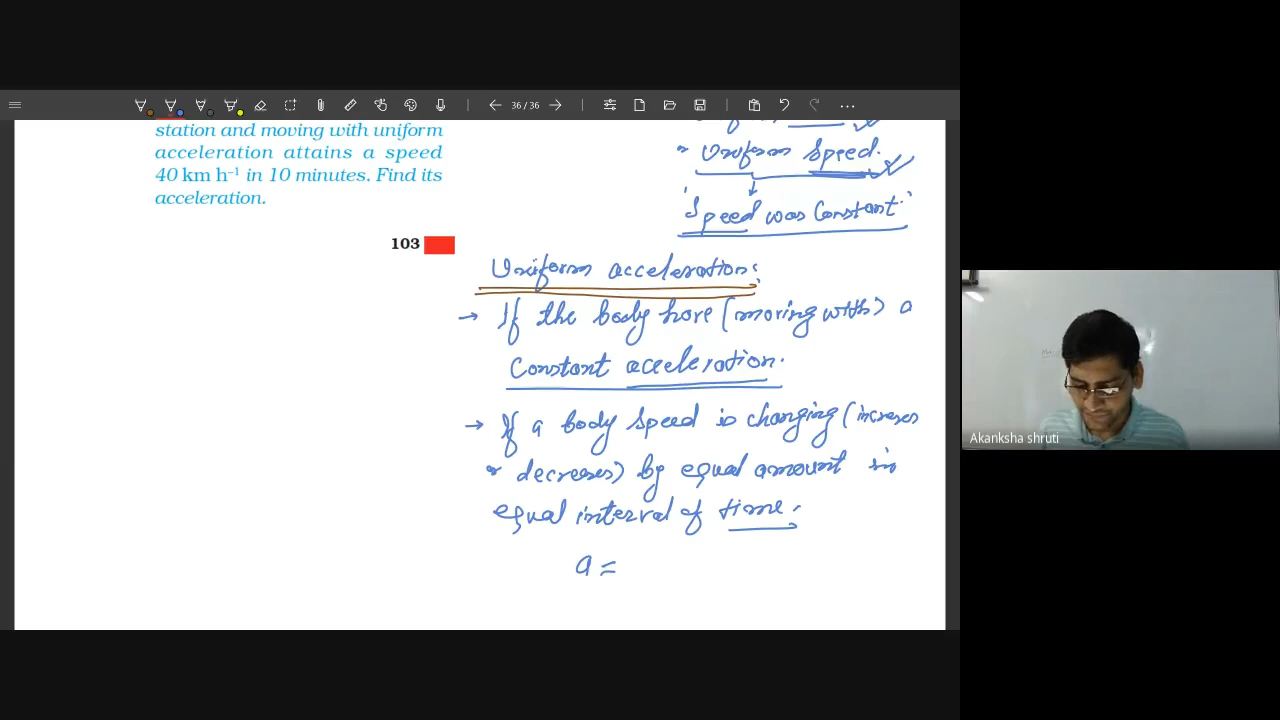 36/36
station and moving with uniform
acceleration attains a speed
40 km h⁻¹ in 10 minutes. Find its
acceleration.
103
Uniform Speed.
"Speed was Constant."
Uniform acceleration:
→ If the body have (moving with) a
Constant acceleration.
→ If a body speed is changing (increases
or decreases) by equal amount in
equal interval of time.
a =
Akanksha shruti